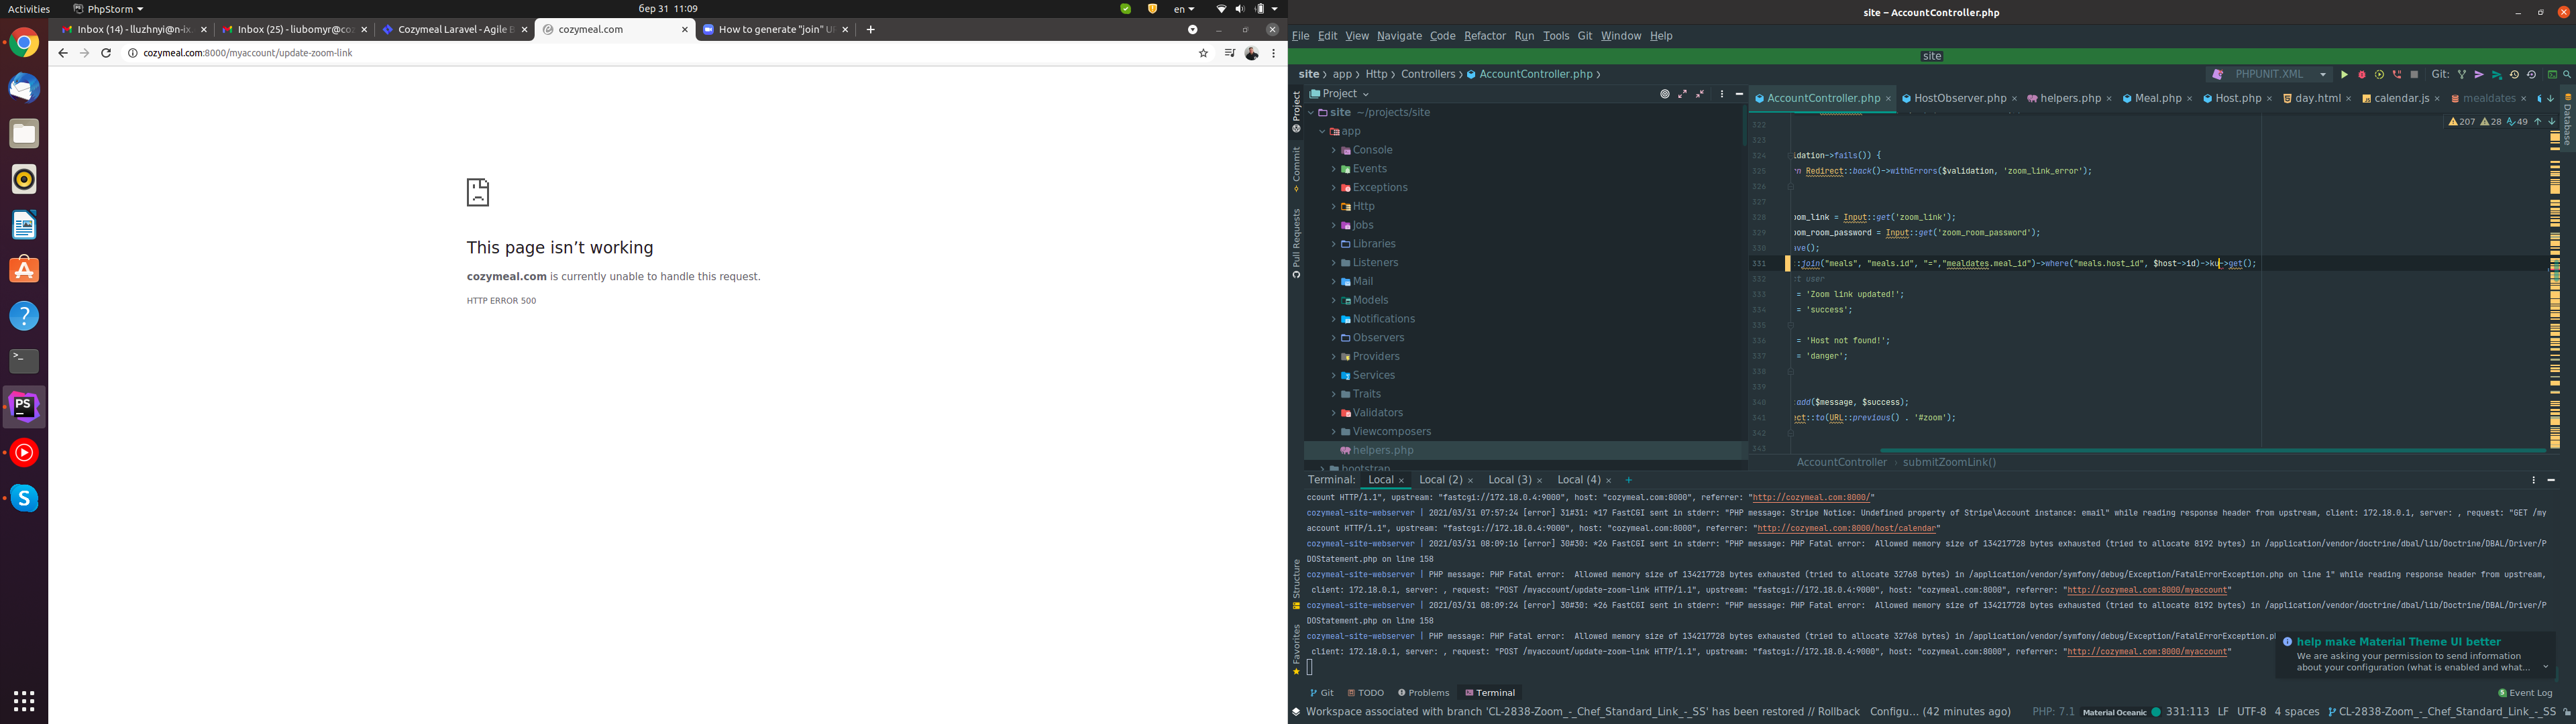 Activities
PhpStorm
бер 31 11:09
en
Inbox (14) - lluzhnyi@n-ix.
Inbox (25) - liubomyr@coz
Cozymeal Laravel - Agile B
cozymeal.com
How to generate "join" UR
cozymeal.com:8000/myaccount/update-zoom-link
This page isn’t working
cozymeal.com is currently unable to handle this request.
HTTP ERROR 500
site – AccountController.php
File Edit View Navigate Code Refactor Run Tools Git Window Help
site
site app Http Controllers AccountController.php
PHPUNIT.XML
Git:
Project
AccountController.php HostObserver.php helpers.php Meal.php Host.php day.html calendar.js mealdates
Project
Commit
Pull Requests
Structure
Favorites
Database
site ~/projects/site
app
Console
Events
Exceptions
Http
Jobs
Libraries
Listeners
Mail
Models
Notifications
Observers
Providers
Services
Traits
Validators
Viewcomposers
helpers.php
bootstrap
207 28 49
322
323
324 idation->fails()) {
325 rn Redirect::back()->withErrors($validation, 'zoom_link_error');
326
327
328 oom_link = Input::get('zoom_link');
329 oom_room_password = Input::get('zoom_room_password');
330 ave();
331 ::join("meals", "meals.id", "=","mealdates.meal_id")->where("meals.host_id", $host->id)->ku->get();
332 ct user
333 = 'Zoom link updated!';
334 = 'success';
335
336 = 'Host not found!';
337 = 'danger';
338
339
340 :add($message, $success);
341 ect::to(URL::previous() . '#zoom');
342
343
AccountController submitZoomLink()
Terminal: Local Local (2) Local (3) Local (4)
ccount HTTP/1.1", upstream: "fastcgi://172.18.0.4:9000", host: "cozymeal.com:8000", referrer: "http://cozymeal.com:8000/"
cozymeal-site-webserver | 2021/03/31 07:57:24 [error] 31#31: *17 FastCGI sent in stderr: "PHP message: Stripe Notice: Undefined property of Stripe\Account instance: email" while reading response header from upstream, client: 172.18.0.1, server: , request: "GET /my
account HTTP/1.1", upstream: "fastcgi://172.18.0.4:9000", host: "cozymeal.com:8000", referrer: "http://cozymeal.com:8000/host/calendar"
cozymeal-site-webserver | 2021/03/31 08:09:16 [error] 30#30: *26 FastCGI sent in stderr: "PHP message: PHP Fatal error:  Allowed memory size of 134217728 bytes exhausted (tried to allocate 8192 bytes) in /application/vendor/doctrine/dbal/lib/Doctrine/DBAL/Driver/P
DOStatement.php on line 158
cozymeal-site-webserver | PHP message: PHP Fatal error:  Allowed memory size of 134217728 bytes exhausted (tried to allocate 32768 bytes) in /application/vendor/symfony/debug/Exception/FatalErrorException.php on line 1" while reading response header from upstream,
client: 172.18.0.1, server: , request: "POST /myaccount/update-zoom-link HTTP/1.1", upstream: "fastcgi://172.18.0.4:9000", host: "cozymeal.com:8000", referrer: "http://cozymeal.com:8000/myaccount"
cozymeal-site-webserver | 2021/03/31 08:09:24 [error] 30#30: *26 FastCGI sent in stderr: "PHP message: PHP Fatal error:  Allowed memory size of 134217728 bytes exhausted (tried to allocate 8192 bytes) in /application/vendor/doctrine/dbal/lib/Doctrine/DBAL/Driver/P
DOStatement.php on line 158
cozymeal-site-webserver | PHP message: PHP Fatal error:  Allowed memory size of 134217728 bytes exhausted (tried to allocate 32768 bytes) in /application/vendor/symfony/debug/Exception/FatalErrorException.ph
client: 172.18.0.1, server: , request: "POST /myaccount/update-zoom-link HTTP/1.1", upstream: "fastcgi://172.18.0.4:9000", host: "cozymeal.com:8000", referrer: "http://cozymeal.com:8000/myaccount"
help make Material Theme UI better
We are asking your permission to send information
about your configuration (what is enabled and what...
Git TODO Problems Terminal
Event Log
Workspace associated with branch 'CL-2838-Zoom_-_Chef_Standard_Link_-_SS' has been restored // Rollback Configu... (42 minutes ago)
PHP: 7.1 Material Oceanic 331:113 LF UTF-8 4 spaces CL-2838-Zoom_-_Chef_Standard_Link_-_SS